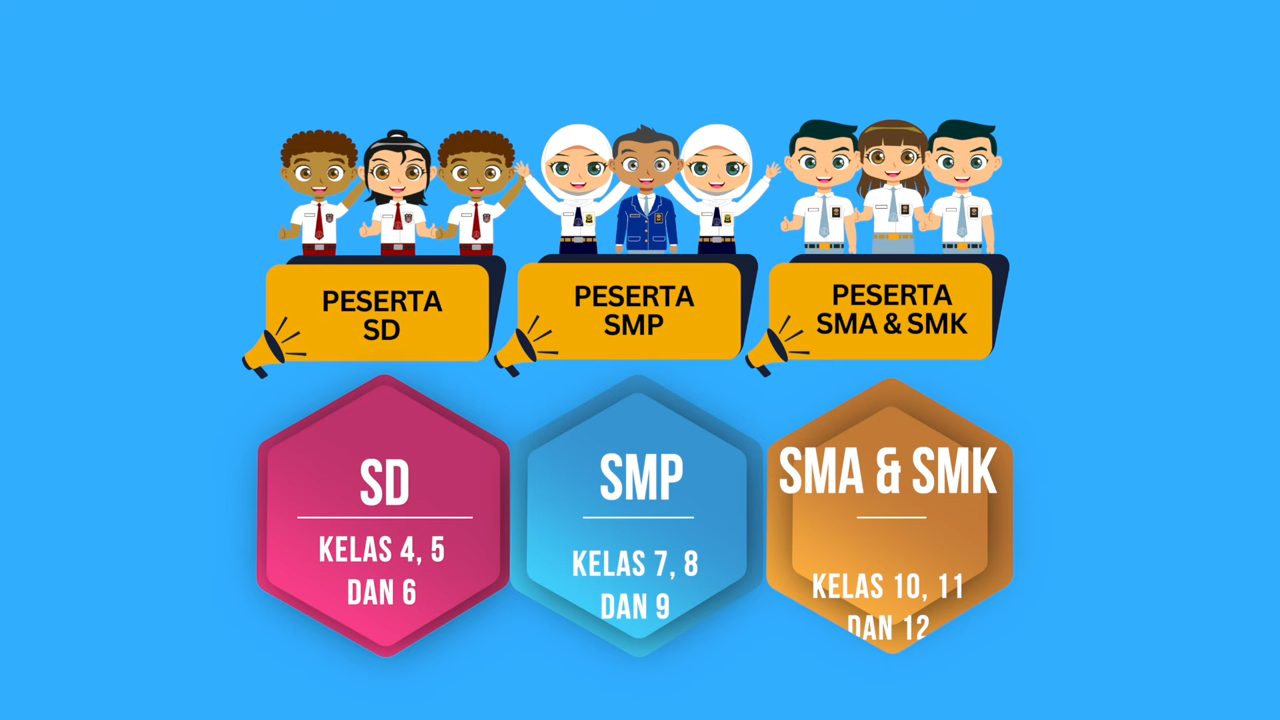 PESERTA
SD
PESERTA
SMP
PESERTA
SMA & SMK
SD
KELAS 4, 5
DAN 6
SMP
KELAS 7, 8
DAN 9
SMA & SMK
KELAS 10, 11
DAN 12